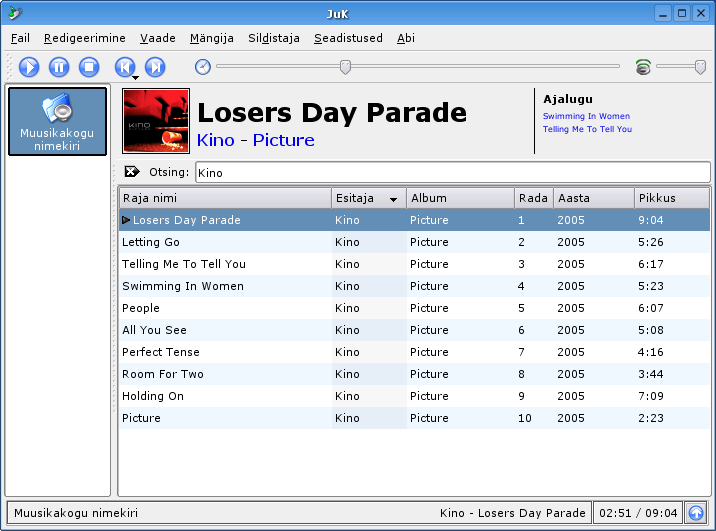 JuK
Fail Redigeerimine Vaade Mängija Sildistaja Seadistused Abi
Muusikakogu
nimekiri
KINO
Losers Day Parade
Kino - Picture
Ajalugu
Swimming In Women
Telling Me To Tell You
Otsing: Kino
Raja nimi Esitaja Album Rada Aasta Pikkus
Losers Day Parade Kino Picture 1 2005 9:04
Letting Go Kino Picture 2 2005 5:26
Telling Me To Tell You Kino Picture 3 2005 6:17
Swimming In Women Kino Picture 4 2005 5:23
People Kino Picture 5 2005 6:07
All You See Kino Picture 6 2005 5:08
Perfect Tense Kino Picture 7 2005 4:16
Room For Two Kino Picture 8 2005 3:44
Holding On Kino Picture 9 2005 7:09
Picture Kino Picture 10 2005 2:23
Muusikakogu nimekiri Kino - Losers Day Parade 02:51 / 09:04